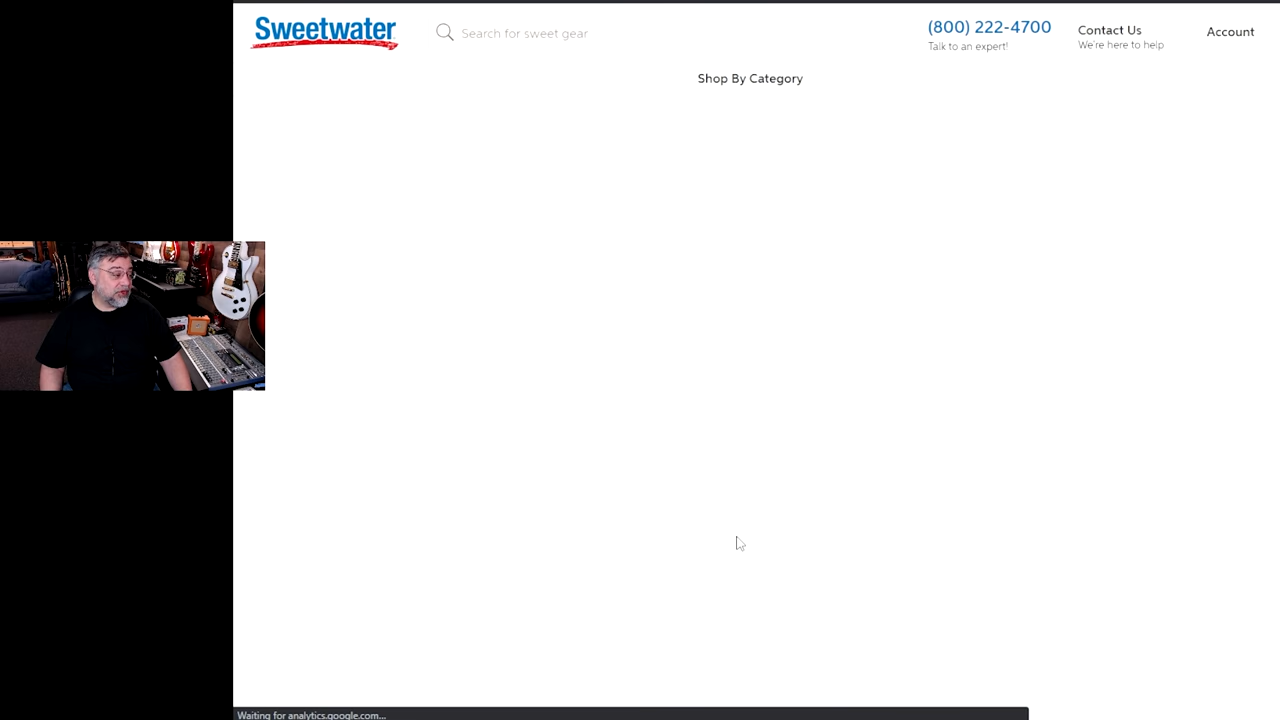 Sweetwater
Search for sweet gear
(800) 222-4700
Talk to an expert!
Contact Us
We're here to help
Account
Shop By Category
Waiting for analytics.google.com...